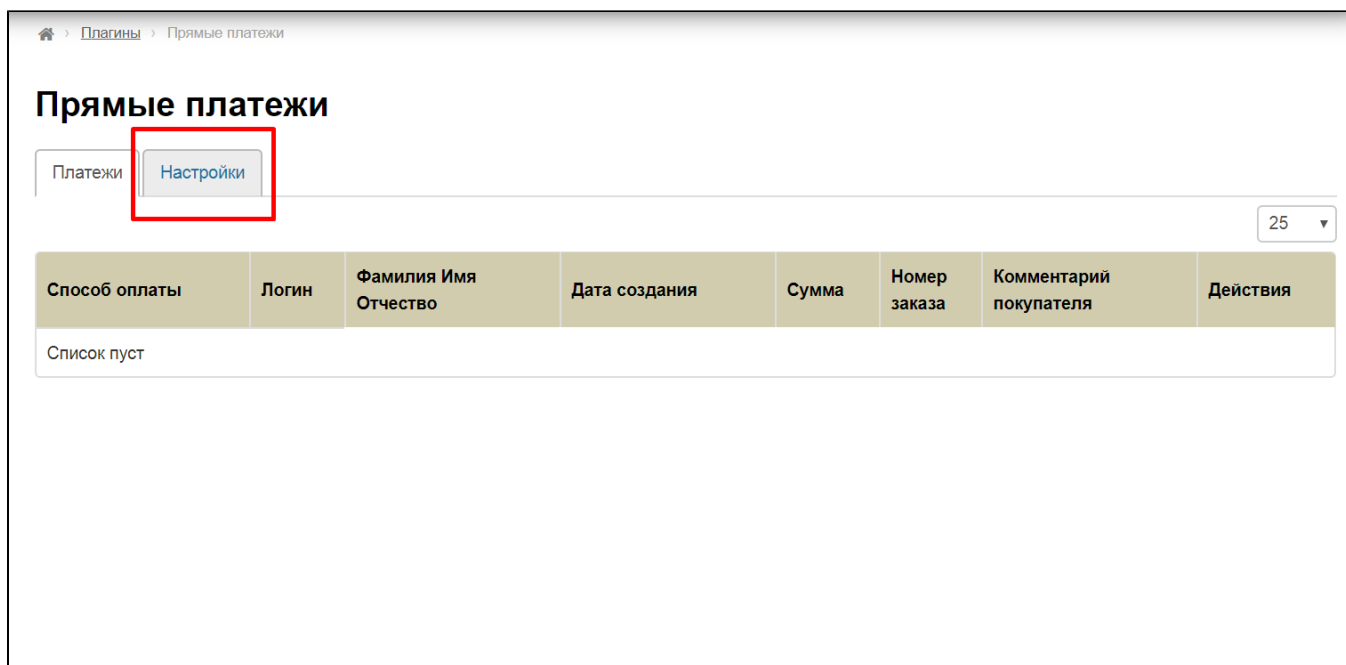 Плагины › Прямые платежи
Прямые платежи
Платежи Настройки
25
Способ оплаты Логин Фамилия Имя Отчество Дата создания Сумма Номер заказа Комментарий покупателя Действия
Список пуст